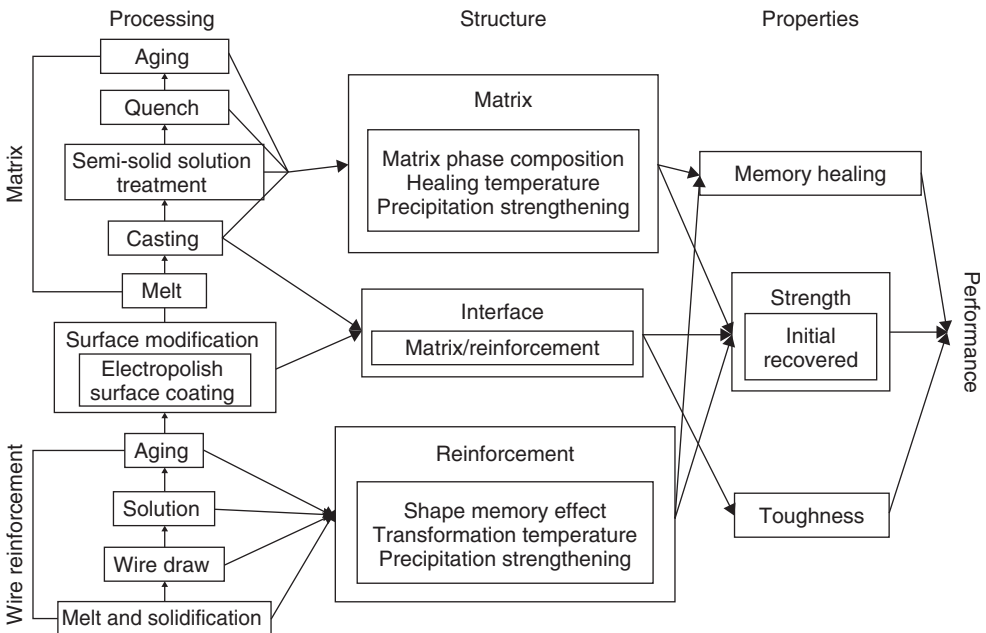 Processing
Structure
Properties
Matrix
Aging
Quench
Semi-solid solution
treatment
Casting
Melt
Surface modification
Electropolish
surface coating
Wire reinforcement
Aging
Solution
Wire draw
Melt and solidification
Matrix
Matrix phase composition
Healing temperature
Precipitation strengthening
Interface
Matrix/reinforcement
Reinforcement
Shape memory effect
Transformation temperature
Precipitation strengthening
Memory healing
Strength
Initial
recovered
Toughness
Performance